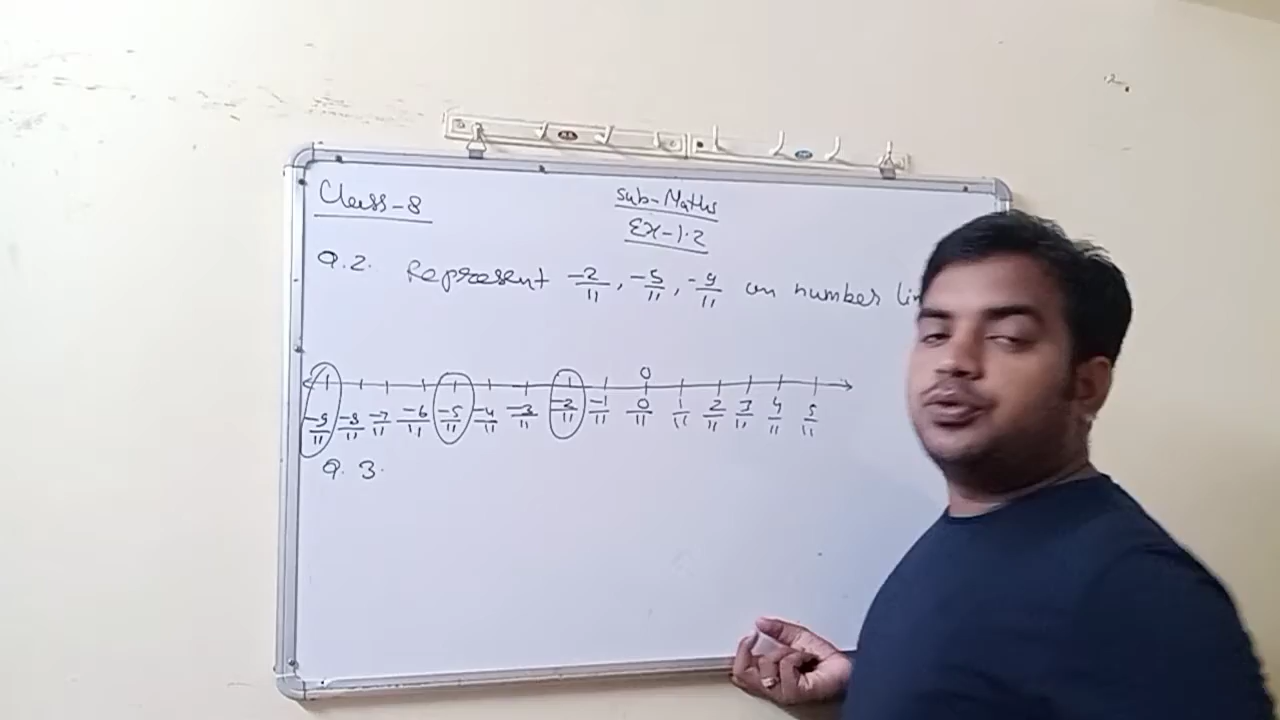 Class-8
Sub-Maths
Ex-1.2
Q.2. Represent -2/11, -5/11, -9/11 on number
0
-9/11 -8/11 -7/11 -6/11 -5/11 -4/11 -3/11 -2/11 -1/11 0/11 1/11 2/11 3/11 4/11 5/11
Q. 3.